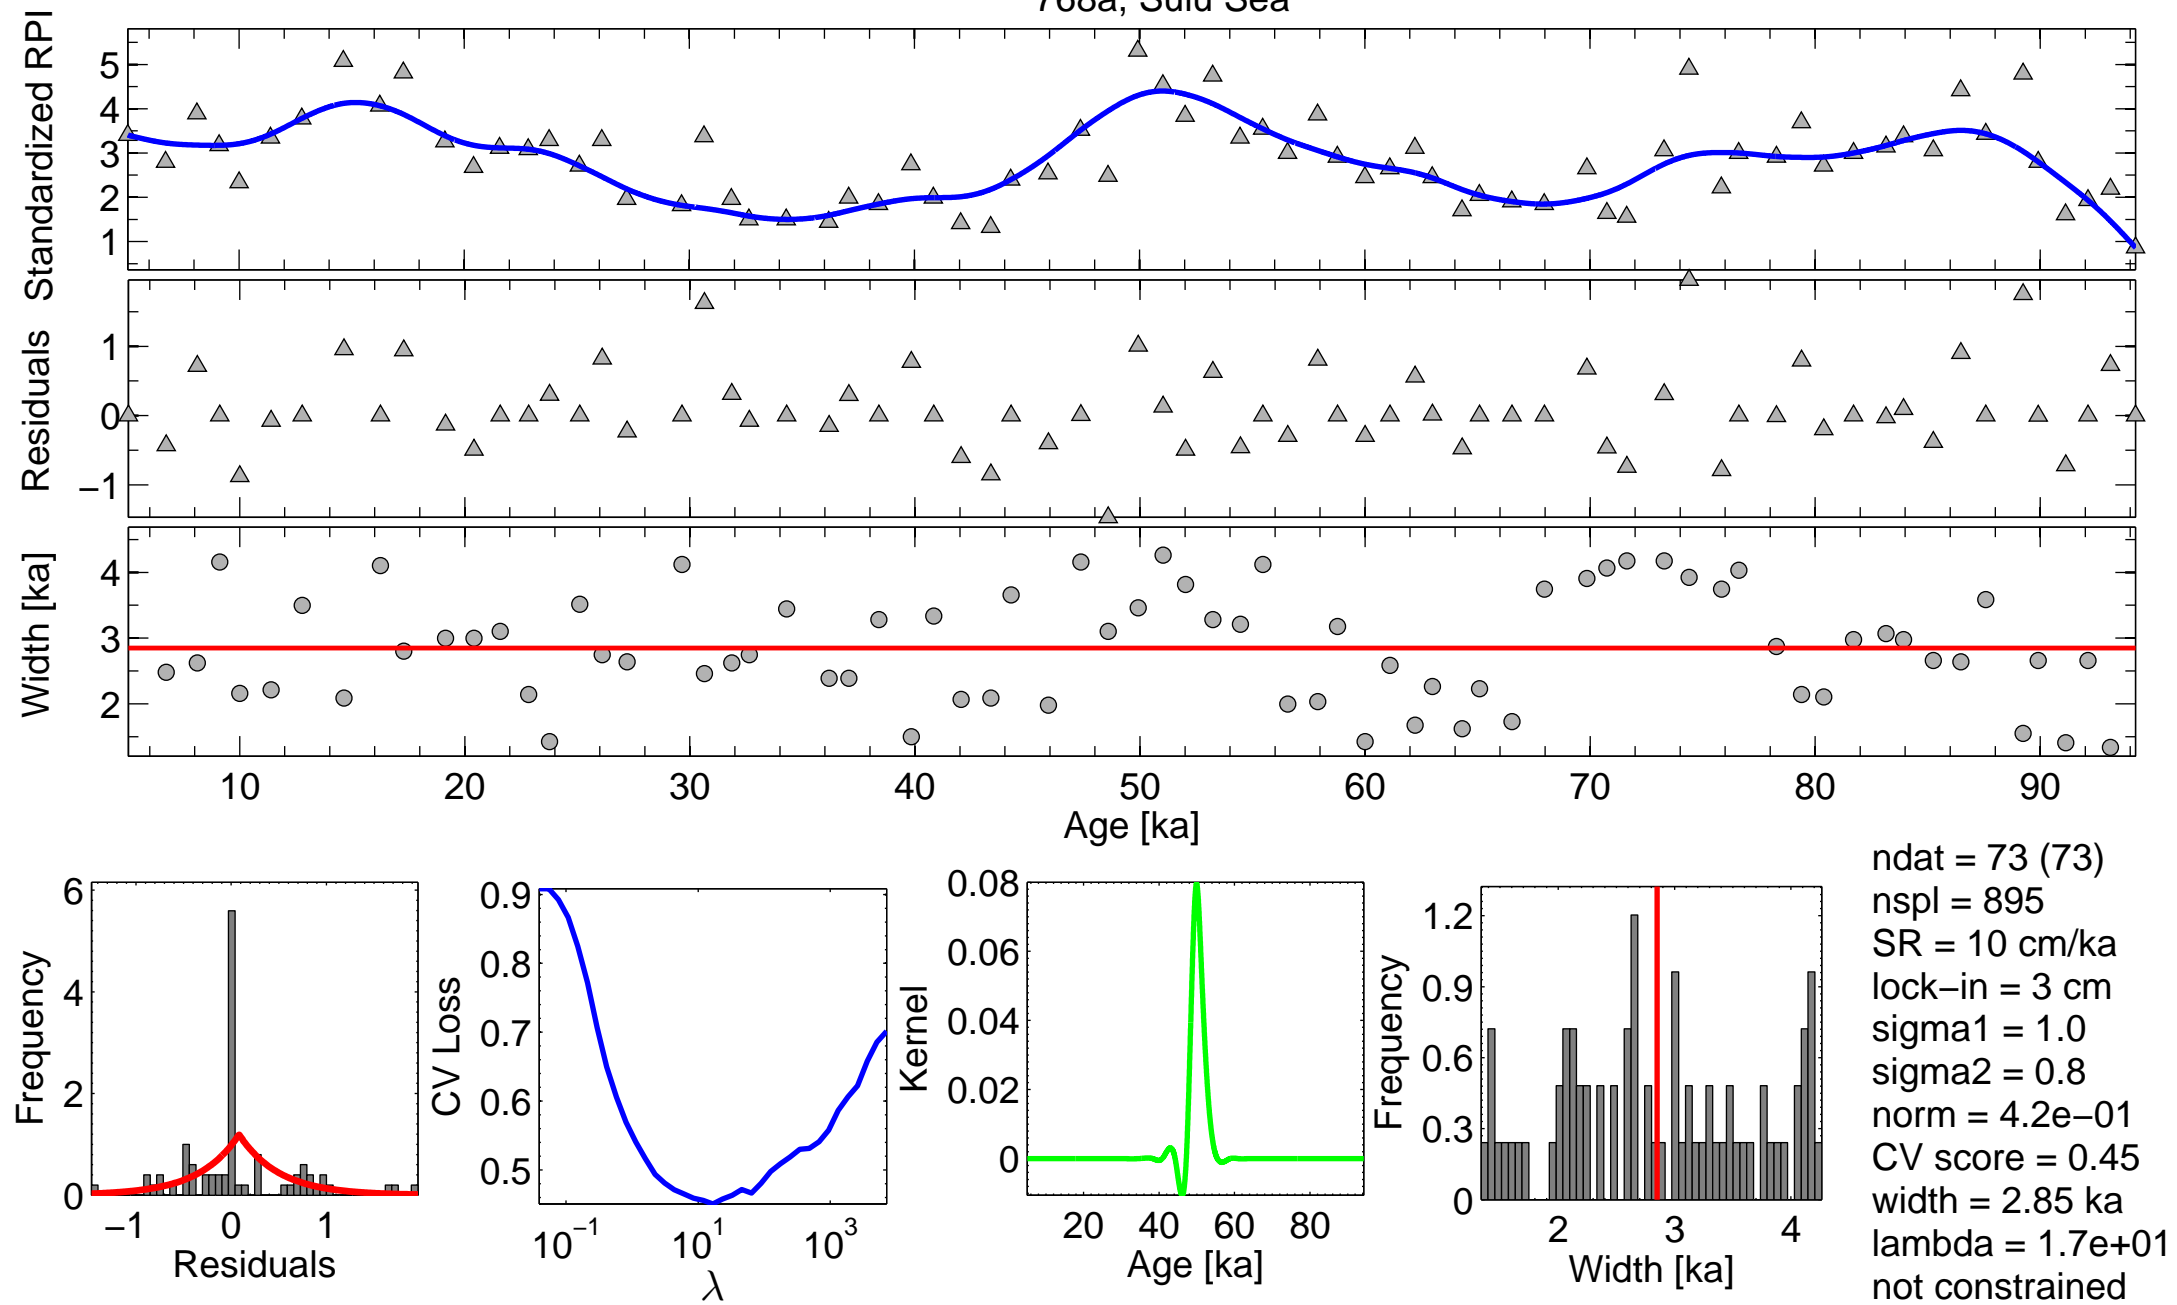 768a, Sulu Sea
Standardized RPI
5
4
3
2
1
Residuals
1
0
−1
Width [ka]
4
3
2
10 20 30 40 50 60 70 80 90
Age [ka]
Frequency
6
4
2
0
−1 0 1
Residuals
CV Loss
0.9
0.8
0.7
0.6
0.5
10−1 101 103
λ
Kernel
0.08
0.06
0.04
0.02
0
20 40 60 80
Age [ka]
Frequency
1.2
0.9
0.6
0.3
0
2 3 4
Width [ka]
ndat = 73 (73)
nspl = 895
SR = 10 cm/ka
lock−in = 3 cm
sigma1 = 1.0
sigma2 = 0.8
norm = 4.2e−01
CV score = 0.45
width = 2.85 ka
lambda = 1.7e+01
not constrained